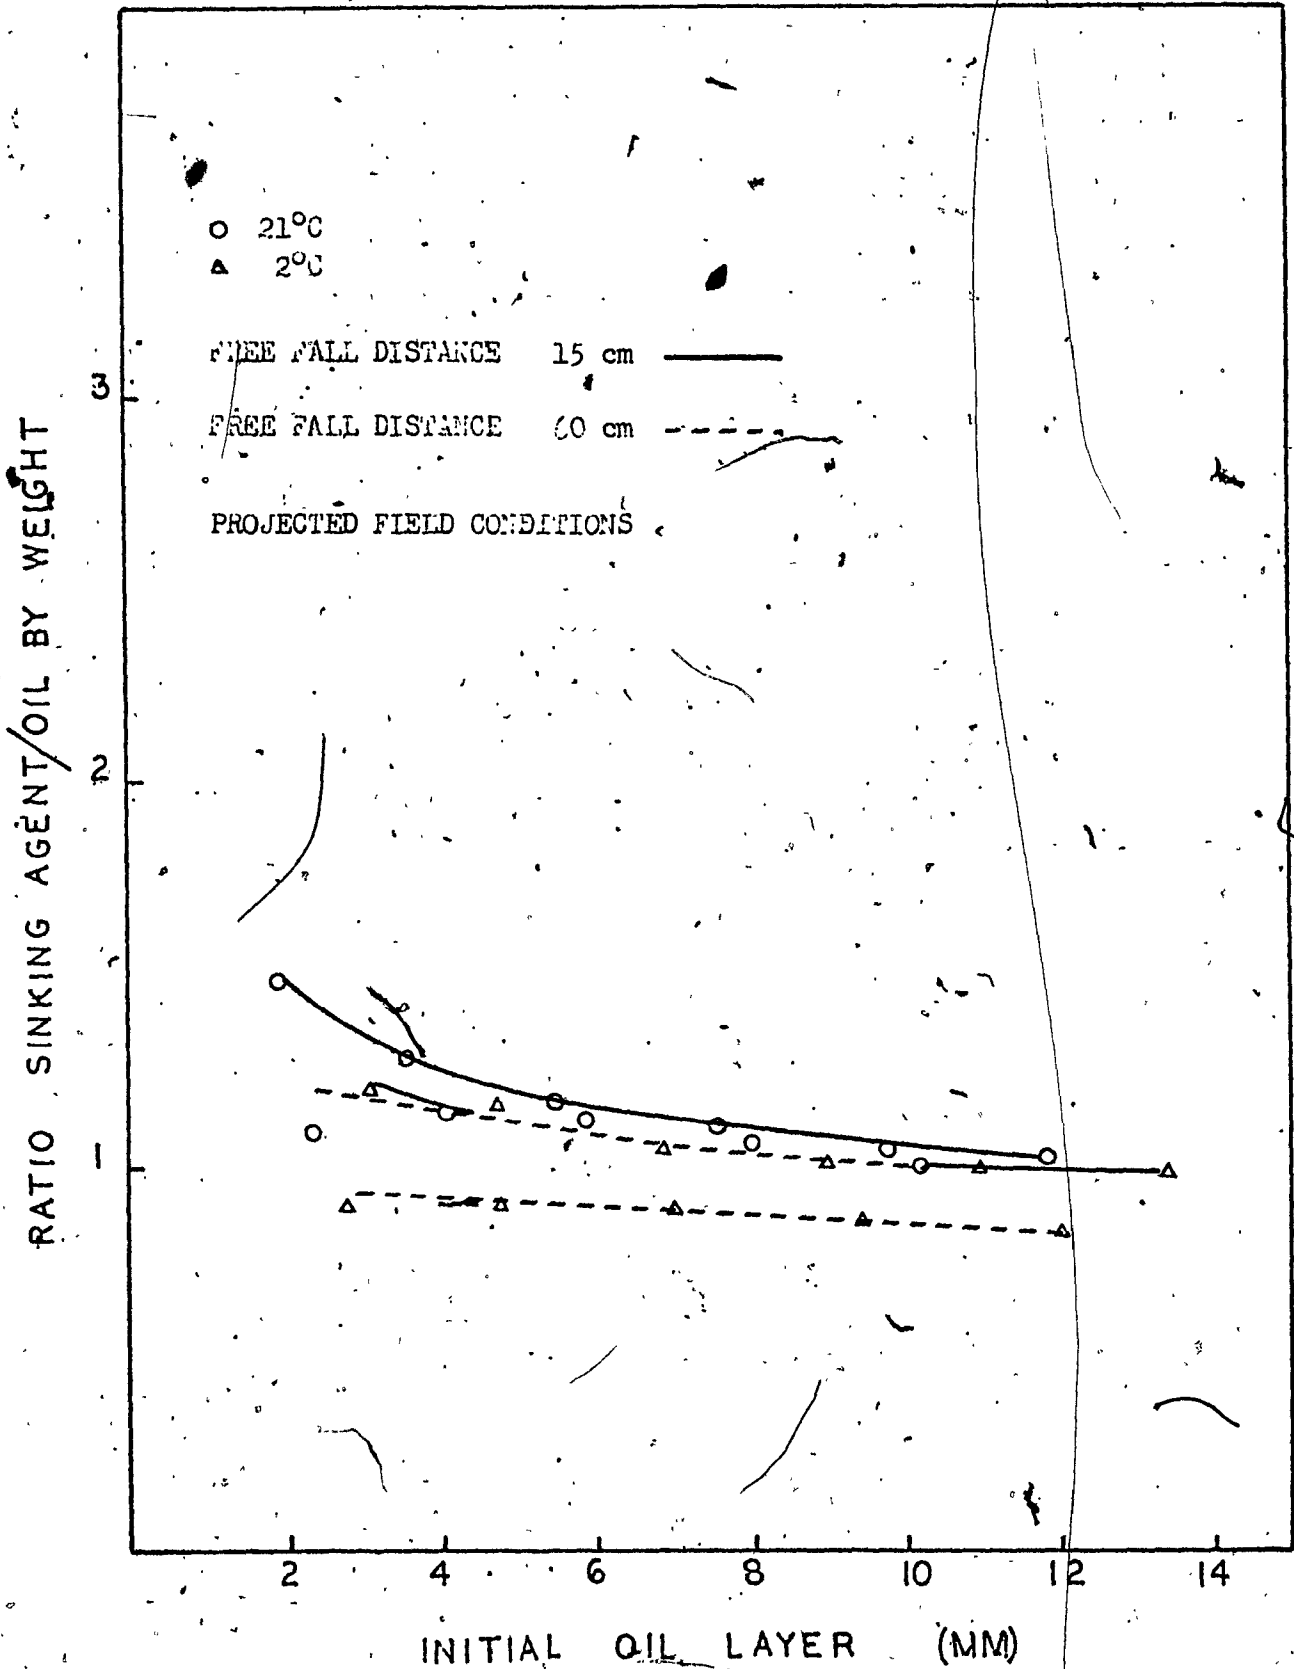 ○ 21°C
△ 2°C
FREE FALL DISTANCE 15 cm
FREE FALL DISTANCE 60 cm
PROJECTED FIELD CONDITIONS
3
2
1
RATIO SINKING AGENT/OIL BY WEIGHT
2 4 6 8 10 12 14
INITIAL OIL LAYER (MM)